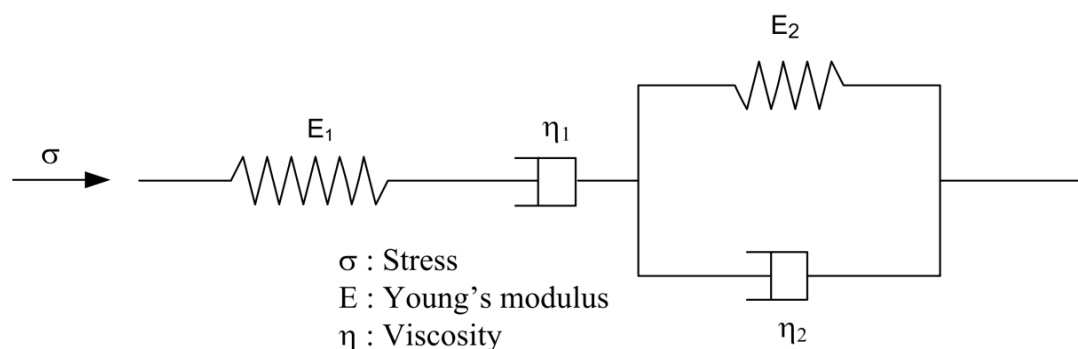 E₂
E₁
η₁
σ
σ : Stress
E : Young’s modulus
η : Viscosity
η₂